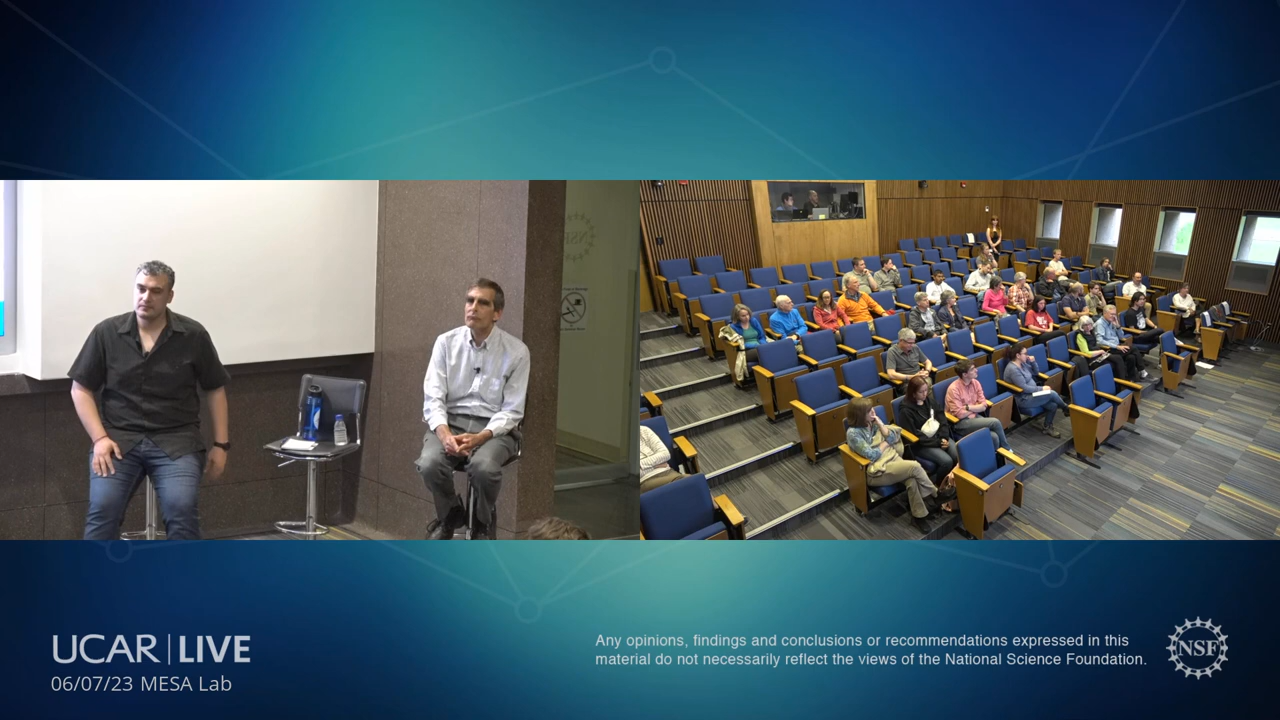 NSF
UCAR | LIVE
06/07/23 MESA Lab
Any opinions, findings and conclusions or recommendations expressed in this
material do not necessarily reflect the views of the National Science Foundation.
NSF